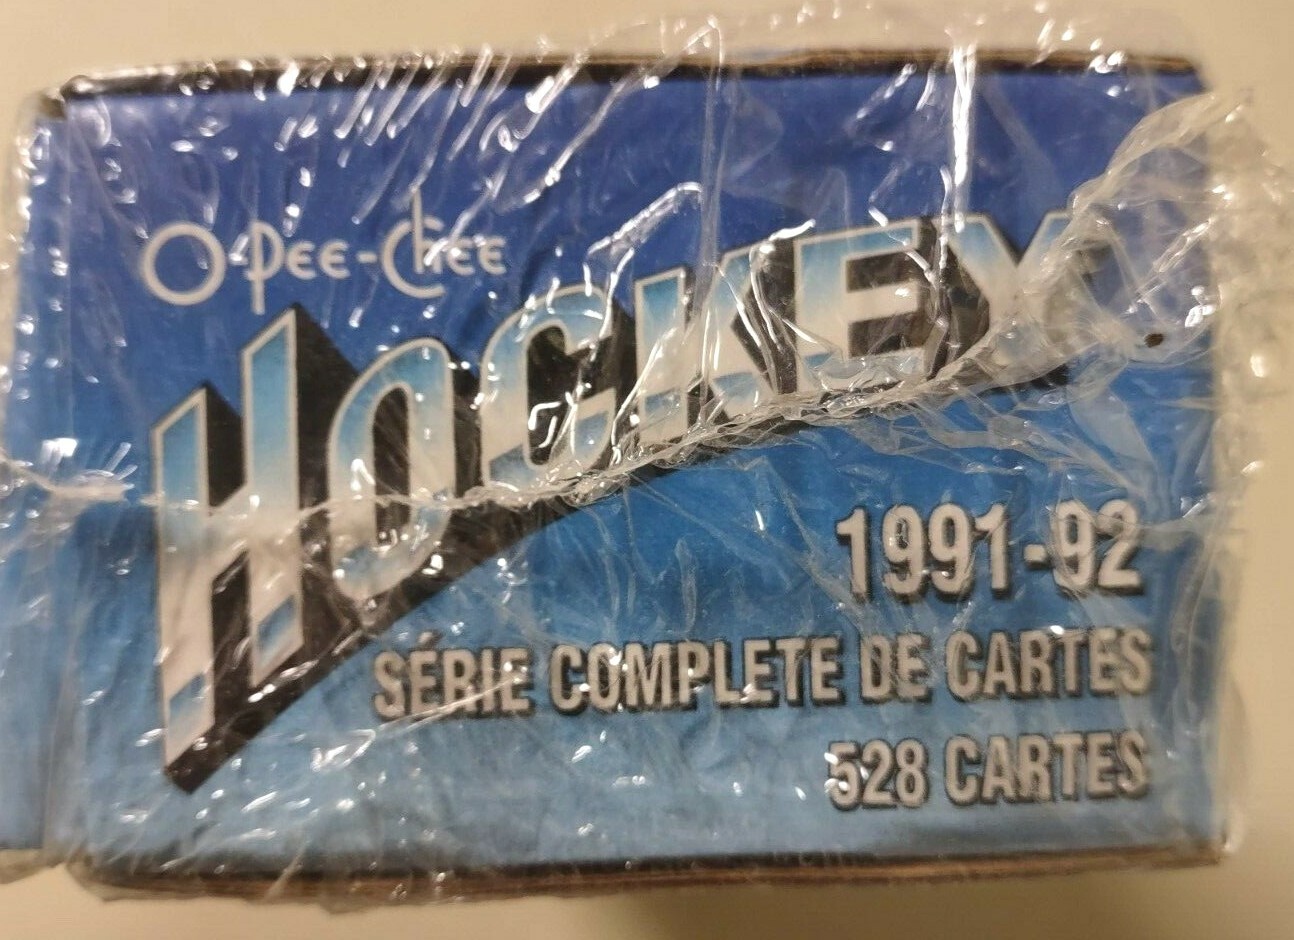 O-Pee-Chee
HOCKEY
1991-92
SÉRIE COMPLETE DE CARTES
528 CARTES